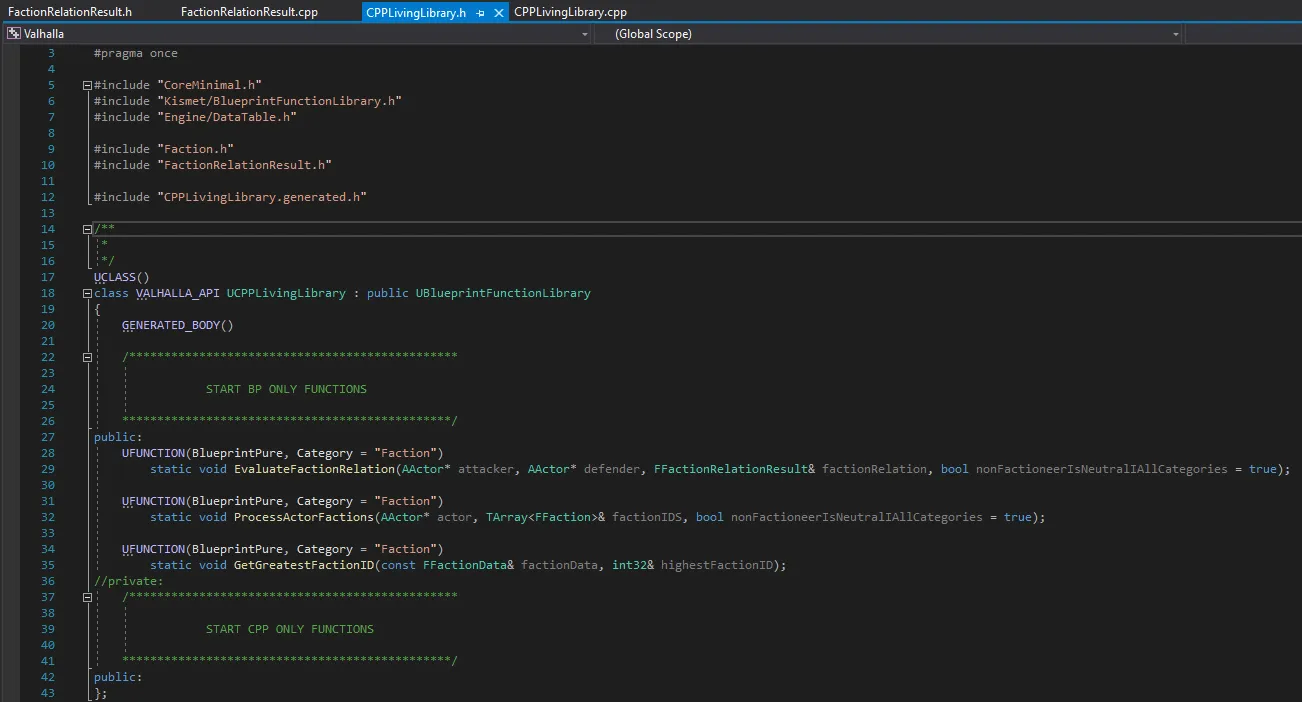 FactionRelationResult.h FactionRelationResult.cpp CPPLivingLibrary.h CPPLivingLibrary.cpp
Valhalla (Global Scope)
3 #pragma once
4
5 #include "CoreMinimal.h"
6 #include "Kismet/BlueprintFunctionLibrary.h"
7 #include "Engine/DataTable.h"
8
9 #include "Faction.h"
10 #include "FactionRelationResult.h"
11
12 #include "CPPLivingLibrary.generated.h"
13
14 /**
15 *
16 */
17 UCLASS()
18 class VALHALLA_API UCPPLivingLibrary : public UBlueprintFunctionLibrary
19 {
20 GENERATED_BODY()
21
22 /***********************************************
23
24 START BP ONLY FUNCTIONS
25
26 ***********************************************/
27 public:
28 UFUNCTION(BlueprintPure, Category = "Faction")
29 static void EvaluateFactionRelation(AActor* attacker, AActor* defender, FFactionRelationResult& factionRelation, bool nonFactioneerIsNeutralIAllCategories = true);
30
31 UFUNCTION(BlueprintPure, Category = "Faction")
32 static void ProcessActorFactions(AActor* actor, TArray<FFaction>& factionIDS, bool nonFactioneerIsNeutralIAllCategories = true);
33
34 UFUNCTION(BlueprintPure, Category = "Faction")
35 static void GetGreatestFactionID(const FFactionData& factionData, int32& highestFactionID);
36 //private:
37 /***********************************************
38
39 START CPP ONLY FUNCTIONS
40
41 ***********************************************/
42 public:
43 };